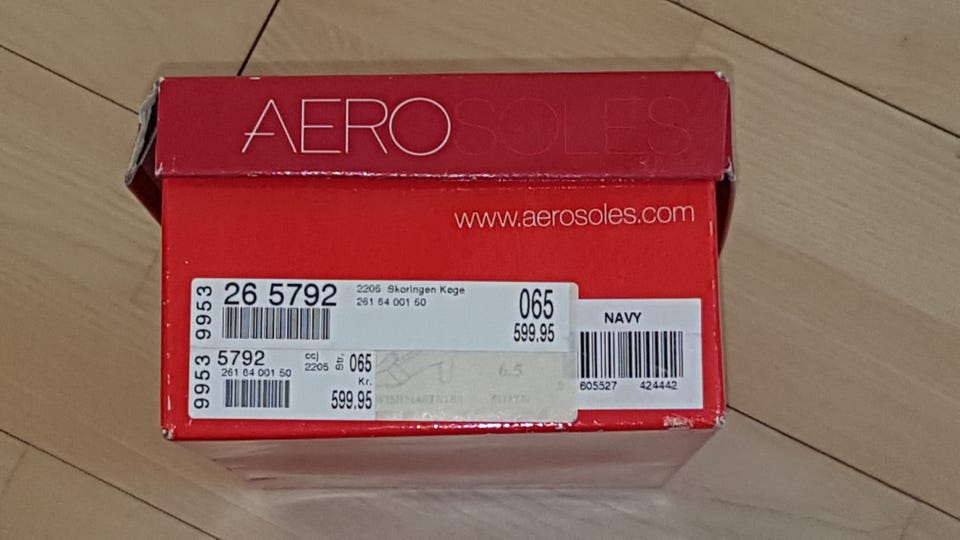 AEROSOLES
www.aerosoles.com
9953
26 5792
2206 Skoringen Køge
261 64 001 50
065
599.95
NAVY
605527 424442
9953
5792
261 64 001 50
ccj
2205
Str. 065
Kr.
599.95
6.5